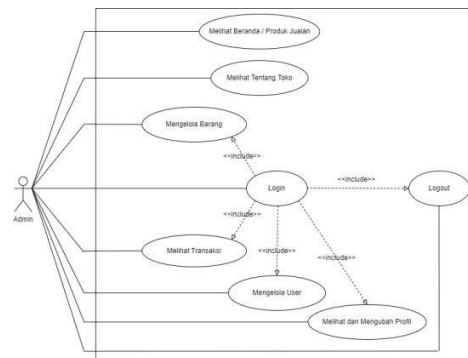 Melihat Beranda / Produk Jualan
Melihat Tentang Toko
Mengelola Barang
<<include>>
Login
<<include>>
Logout
Admin
<<include>>
Melihat Transaksi
<<include>>
<<include>>
Mengelola User
Melihat dan Mengubah Profil